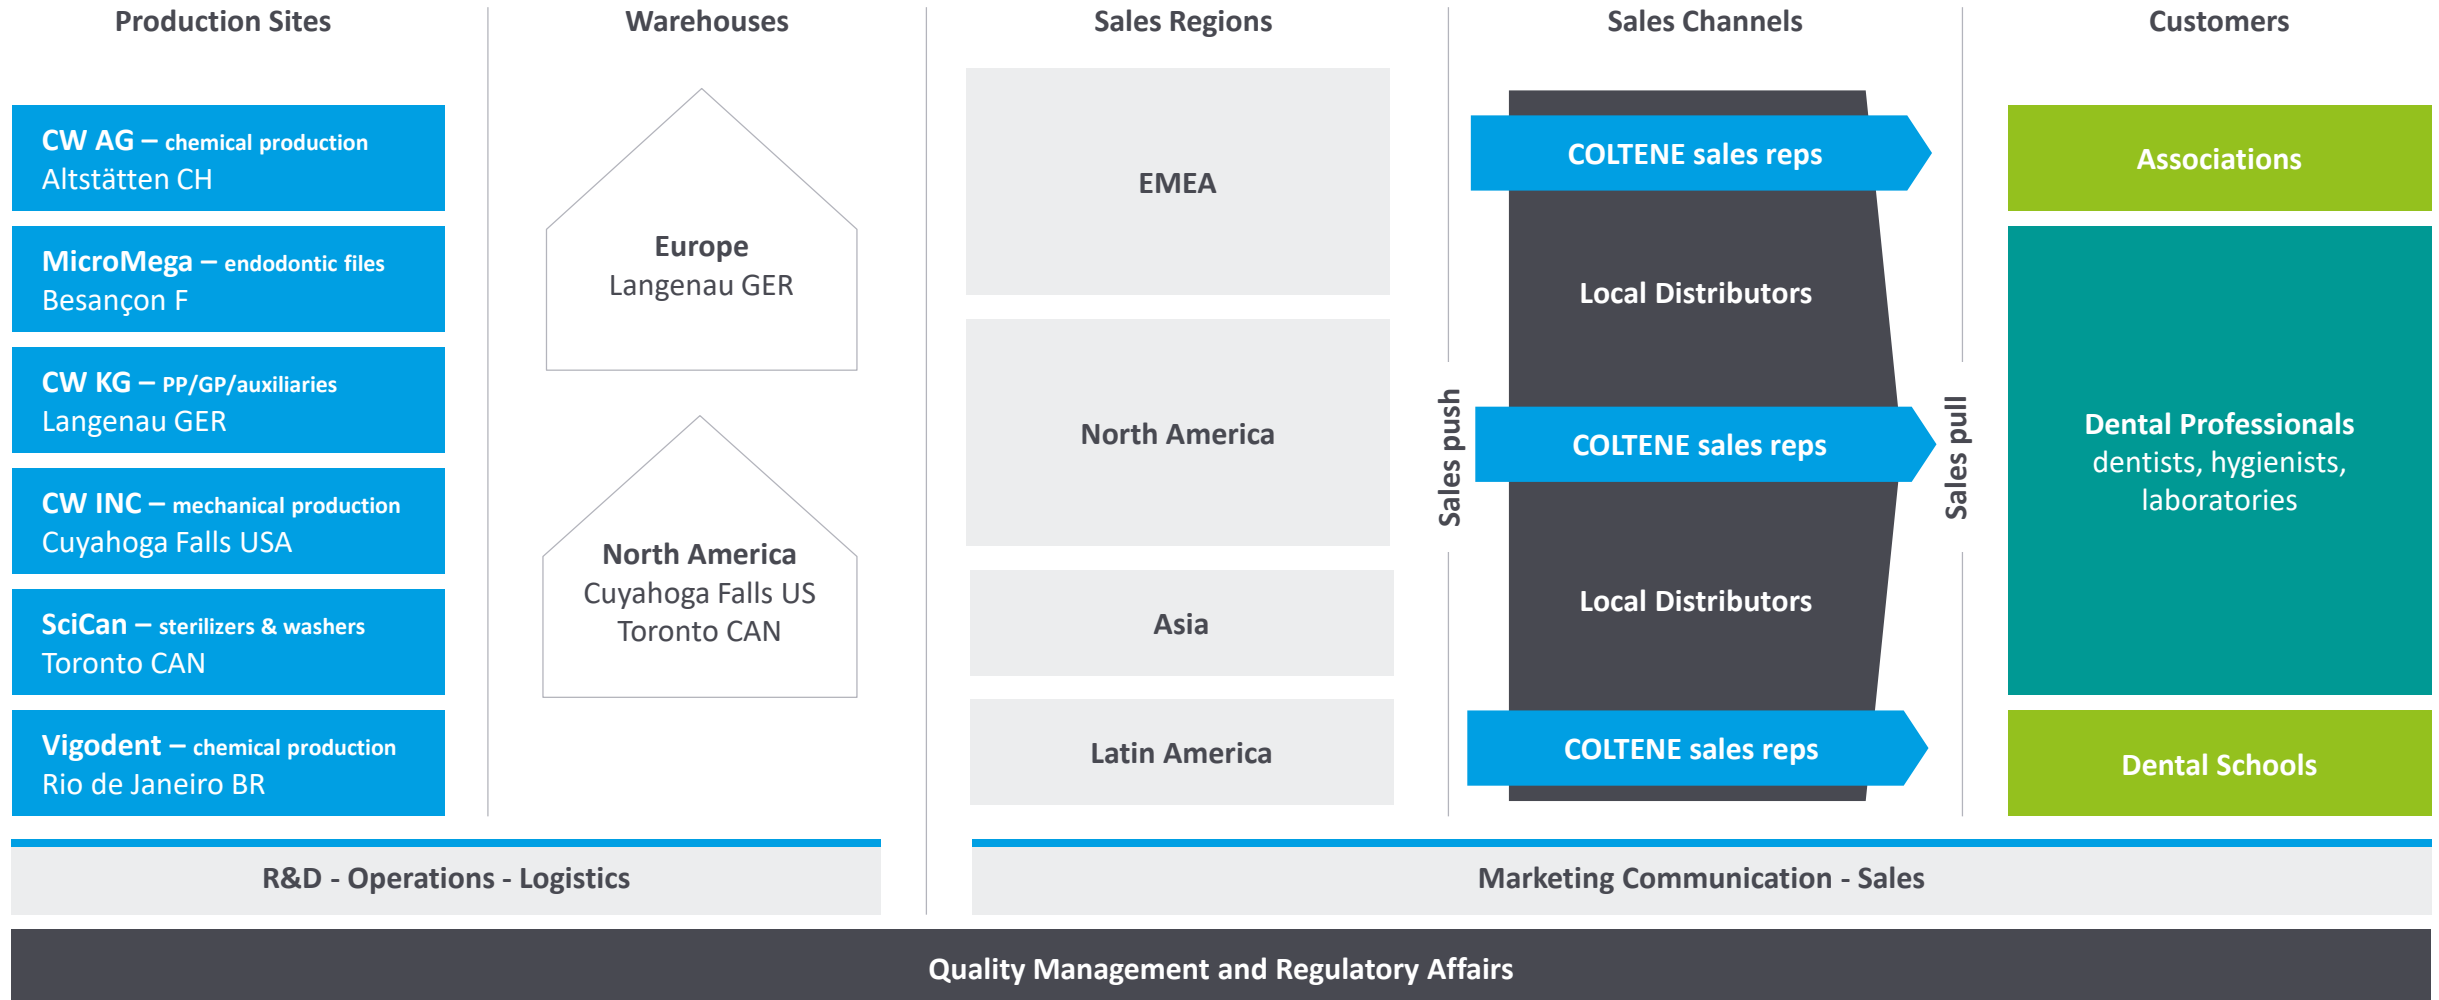 Production Sites
Warehouses
Sales Regions
Sales Channels
Customers
CW AG – chemical production
Altstätten CH
MicroMega – endodontic files
Besançon F
CW KG – PP/GP/auxiliaries
Langenau GER
CW INC – mechanical production
Cuyahoga Falls USA
SciCan – sterilizers & washers
Toronto CAN
Vigodent – chemical production
Rio de Janeiro BR
Europe
Langenau GER
North America
Cuyahoga Falls US
Toronto CAN
EMEA
North America
Asia
Latin America
Sales push
COLTENE sales reps
Local Distributors
COLTENE sales reps
Local Distributors
COLTENE sales reps
Sales pull
Associations
Dental Professionals
dentists, hygienists,
laboratories
Dental Schools
R&D - Operations - Logistics
Marketing Communication - Sales
Quality Management and Regulatory Affairs